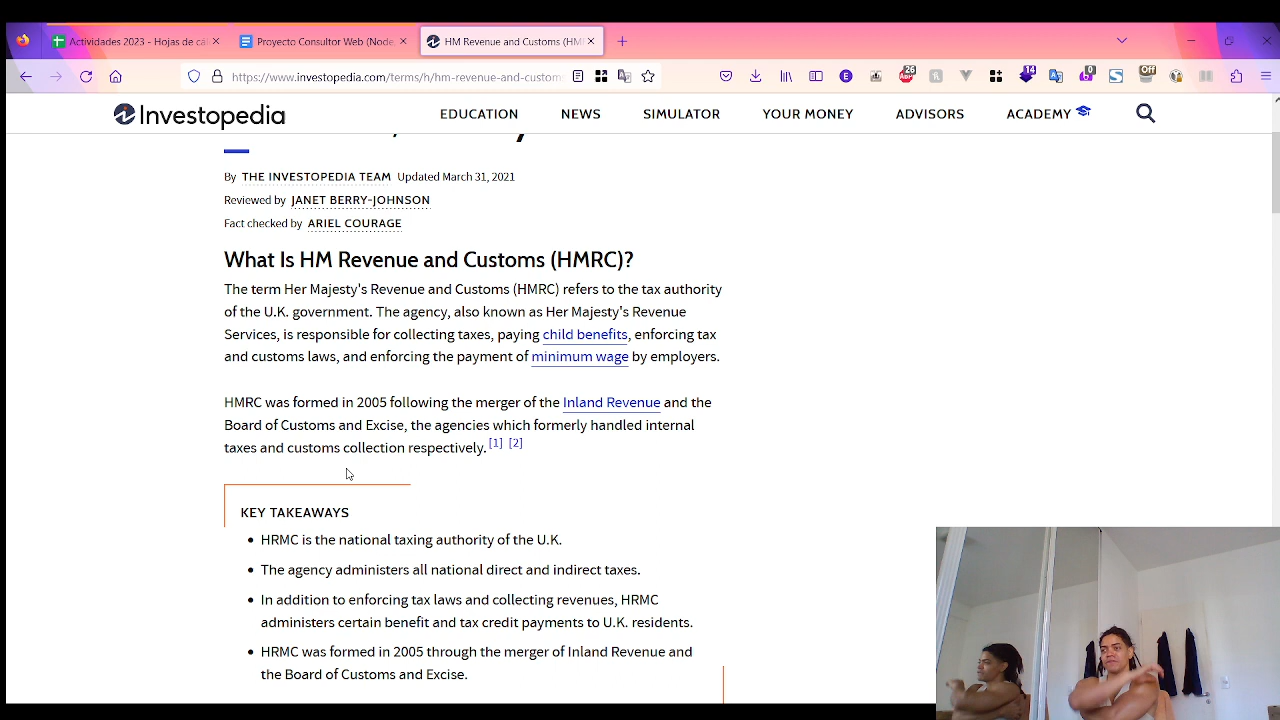 Actividades 2023 - Hojas de cál
Proyecto Consultor Web (Node
HM Revenue and Customs (HMR
https://www.investopedia.com/terms/h/hm-revenue-and-custom
E
26
14
0
Off
Investopedia
EDUCATION
NEWS
SIMULATOR
YOUR MONEY
ADVISORS
ACADEMY
By THE INVESTOPEDIA TEAM Updated March 31, 2021
Reviewed by JANET BERRY-JOHNSON
Fact checked by ARIEL COURAGE
What Is HM Revenue and Customs (HMRC)?
The term Her Majesty's Revenue and Customs (HMRC) refers to the tax authority
of the U.K. government. The agency, also known as Her Majesty's Revenue
Services, is responsible for collecting taxes, paying child benefits, enforcing tax
and customs laws, and enforcing the payment of minimum wage by employers.
HMRC was formed in 2005 following the merger of the Inland Revenue and the
Board of Customs and Excise, the agencies which formerly handled internal
taxes and customs collection respectively. [1] [2]
KEY TAKEAWAYS
HRMC is the national taxing authority of the U.K.
The agency administers all national direct and indirect taxes.
In addition to enforcing tax laws and collecting revenues, HRMC
administers certain benefit and tax credit payments to U.K. residents.
HRMC was formed in 2005 through the merger of Inland Revenue and
the Board of Customs and Excise.